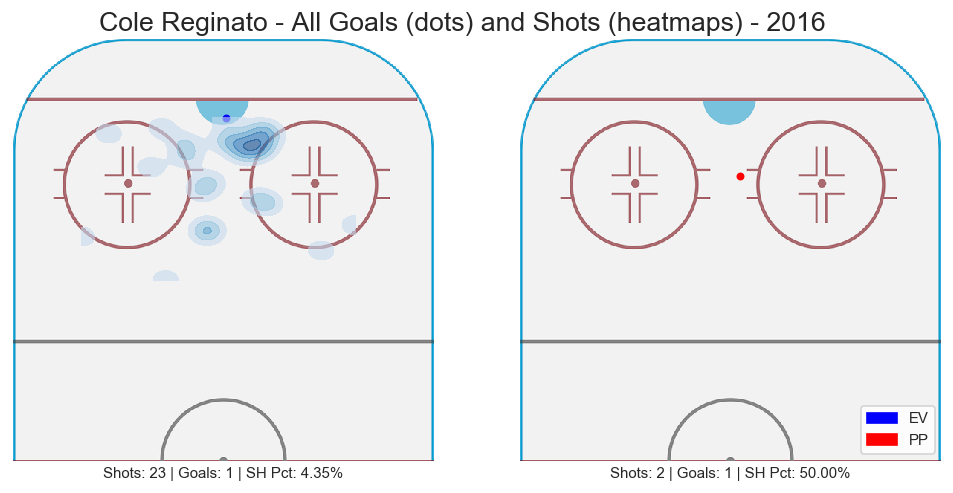 Cole Reginato - All Goals (dots) and Shots (heatmaps) - 2016
EV
PP
Shots: 23 | Goals: 1 | SH Pct: 4.35%
Shots: 2 | Goals: 1 | SH Pct: 50.00%